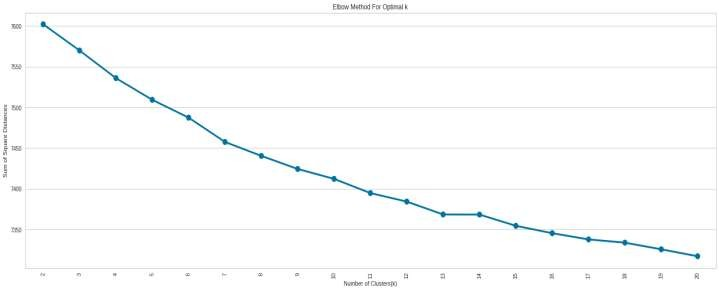 Elbow Method For Optimal k
7600
7550
7500
7450
7400
7350
Sum of Square Distances
2 3 4 5 6 7 8 9 10 11 12 13 14 15 16 17 18 19 20
Number of Clusters(k)